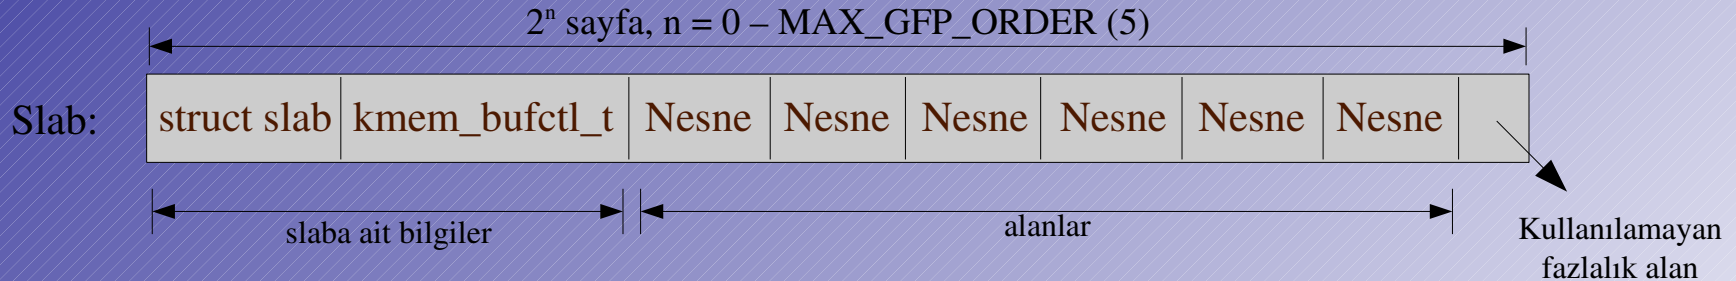 2ⁿ sayfa, n = 0 – MAX_GFP_ORDER (5)
Slab: struct slab kmem_bufctl_t Nesne Nesne Nesne Nesne Nesne Nesne
slaba ait bilgiler alanlar
Kullanılamayan
fazlalık alan